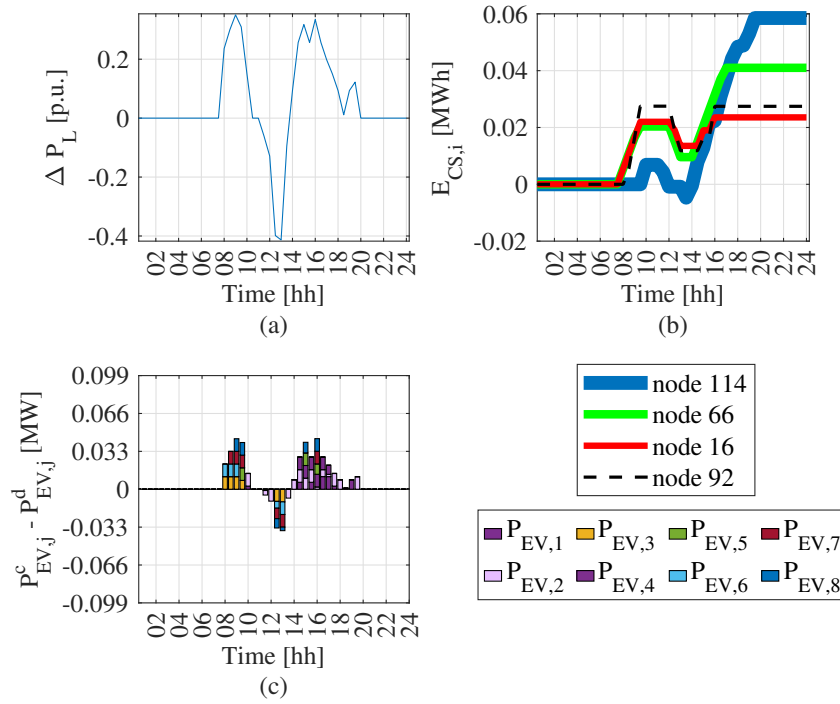 0.2
0
-0.2
-0.4
Δ P_L [p.u.]
02 04 06 08 10 12 14 16 18 20 22 24
Time [hh]
(a)
0.06
0.04
0.02
0
-0.02
E_CS,i [MWh]
02 04 06 08 10 12 14 16 18 20 22 24
Time [hh]
(b)
0.099
0.066
0.033
0
-0.033
-0.066
-0.099
P^c_EV,j - P^d_EV,j [MW]
02 04 06 08 10 12 14 16 18 20 22 24
Time [hh]
(c)
node 114
node 66
node 16
node 92
P_EV,1 P_EV,3 P_EV,5 P_EV,7
P_EV,2 P_EV,4 P_EV,6 P_EV,8